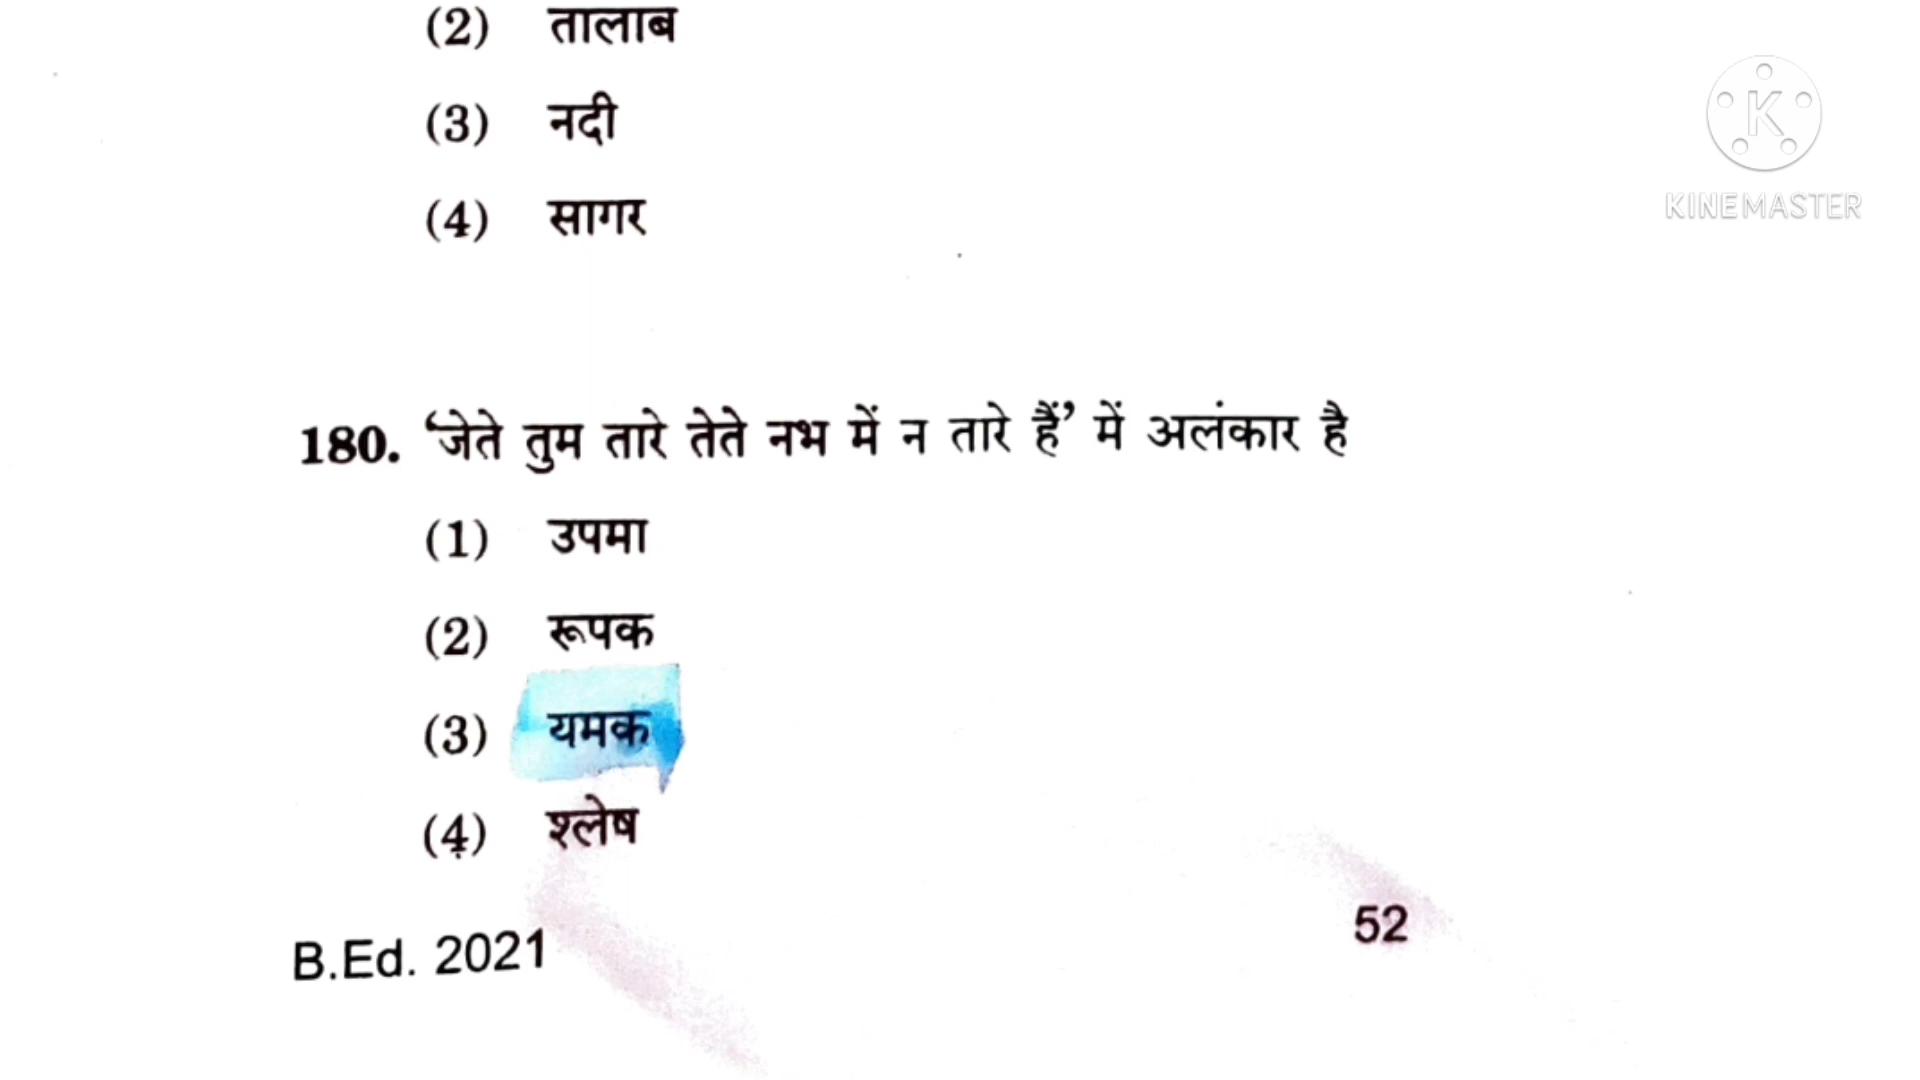 (2) तालाब
(3) नदी
(4) सागर
K
KINEMASTER
180. ‘जेते तुम तारे तेते नभ में न तारे हैं’ में अलंकार है
(1) उपमा
(2) रूपक
(3) यमक
(4) श्लेष
B.Ed. 2021
52